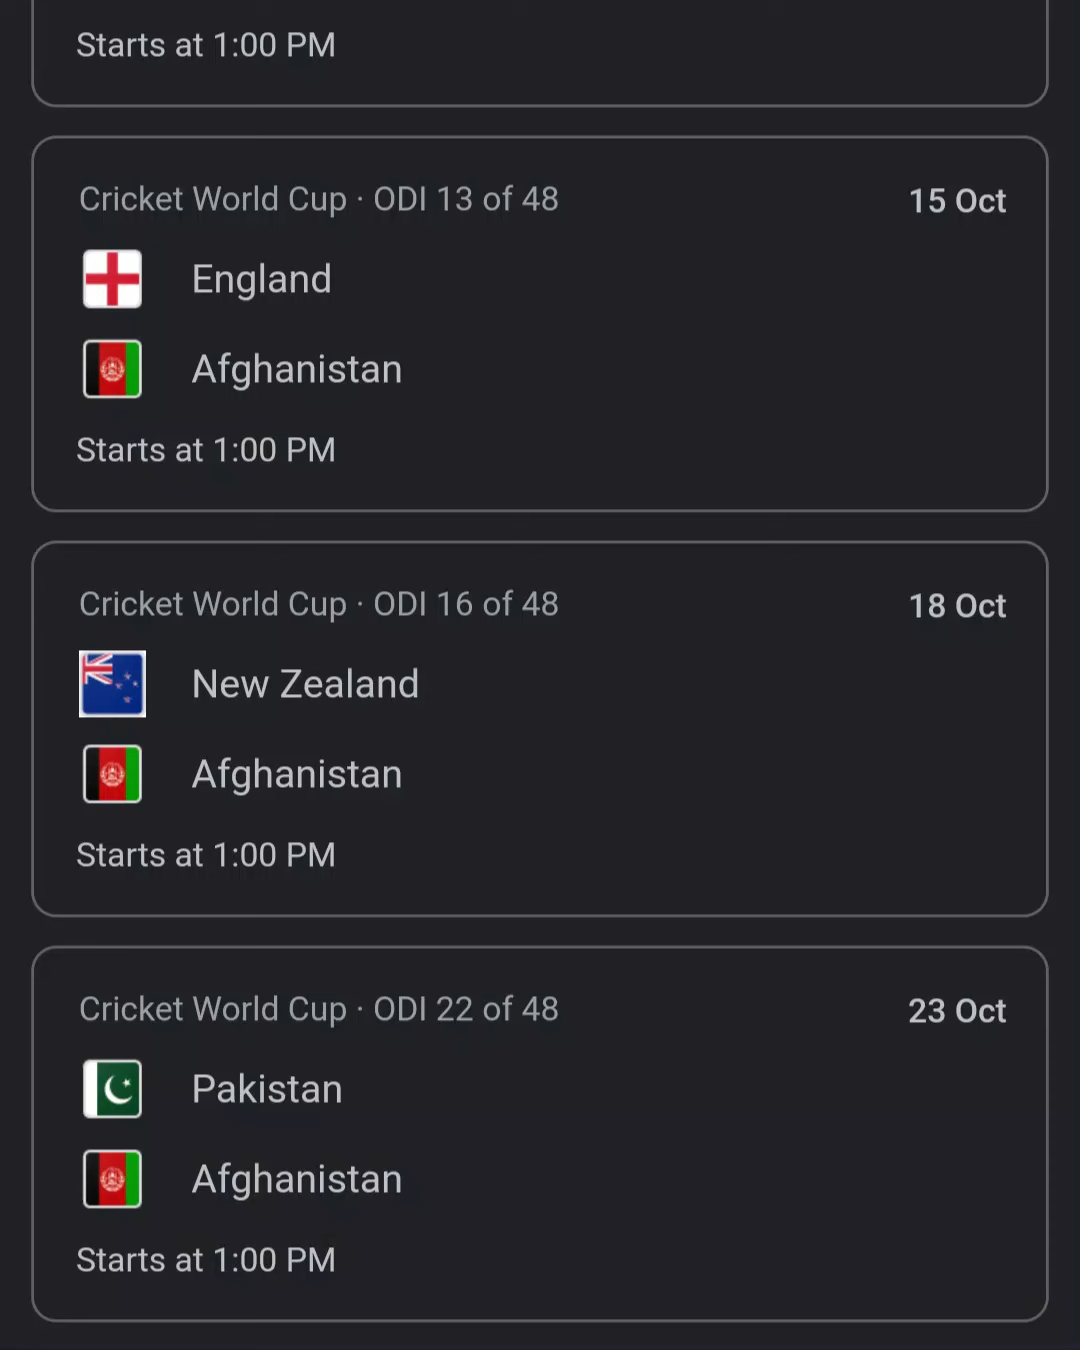 Starts at 1:00 PM
Cricket World Cup · ODI 13 of 48 15 Oct
England
Afghanistan
Starts at 1:00 PM
Cricket World Cup · ODI 16 of 48 18 Oct
New Zealand
Afghanistan
Starts at 1:00 PM
Cricket World Cup · ODI 22 of 48 23 Oct
Pakistan
Afghanistan
Starts at 1:00 PM